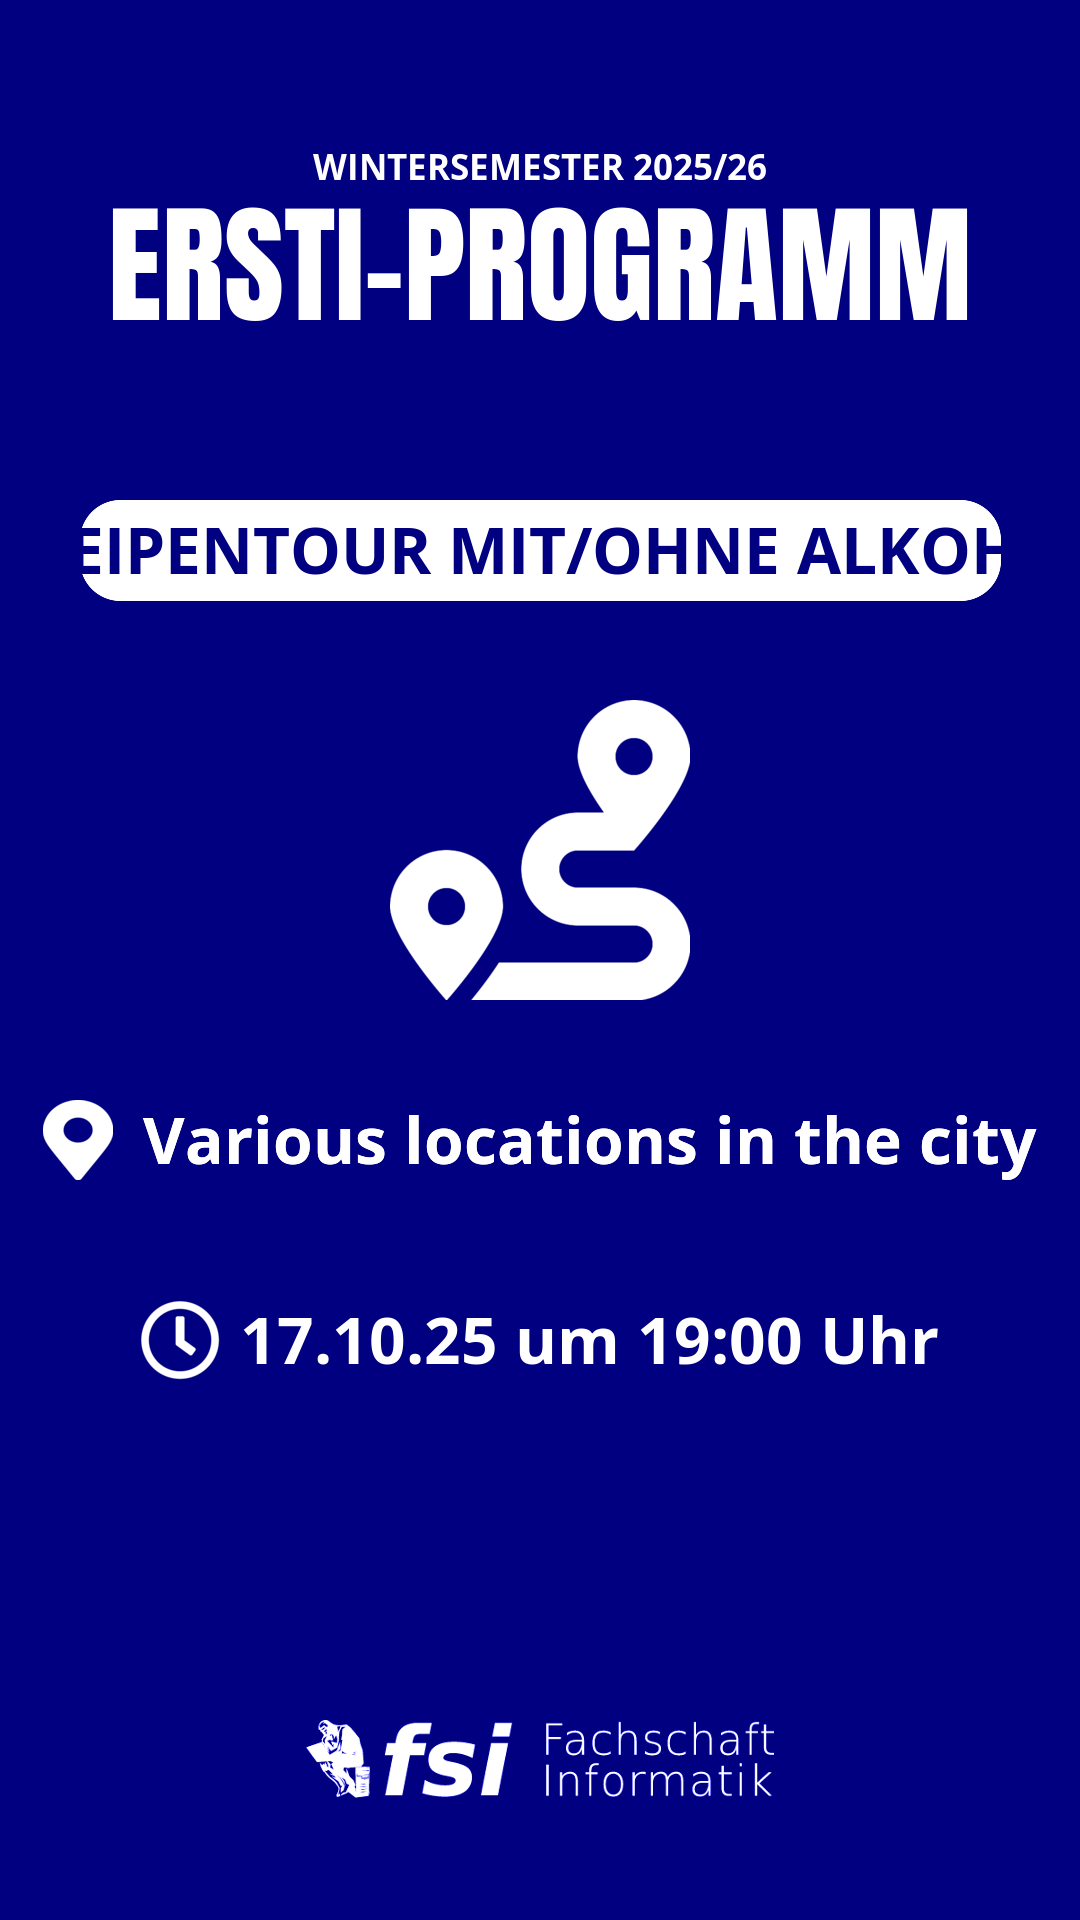 WINTERSEMESTER 2025/26
ERSTI-PROGRAMM
EIPENTOUR MIT/OHNE ALKOH
Various locations in the city
17.10.25 um 19:00 Uhr
fsi Fachschaft
Informatik